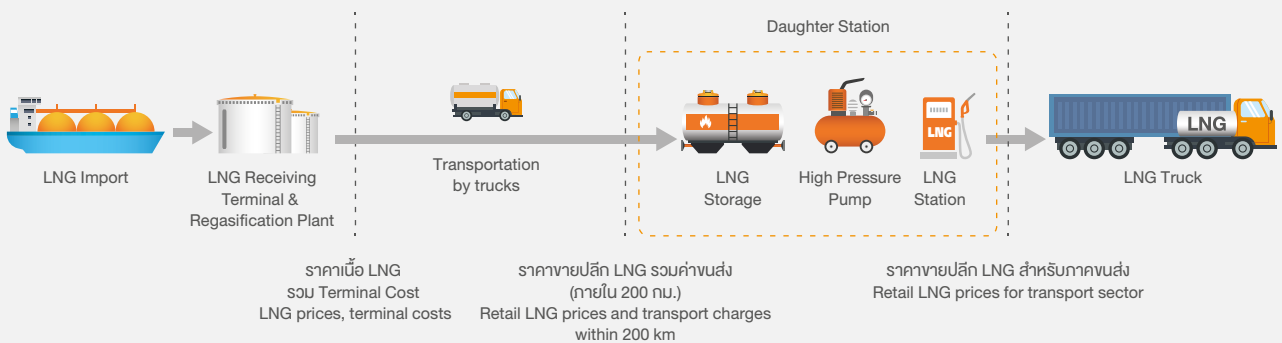 Daughter Station
LNG
LNG
LNG Import
LNG Receiving
Terminal &
Regasification Plant
Transportation
by trucks
LNG
Storage
High Pressure
Pump
LNG
Station
LNG Truck
ราคาเนื้อ LNG
รวม Terminal Cost
LNG prices, terminal costs
ราคาขายปลีก LNG รวมค่าขนส่ง
(ภายใน 200 กม.)
Retail LNG prices and transport charges
within 200 km
ราคาขายปลีก LNG สำหรับภาคขนส่ง
Retail LNG prices for transport sector